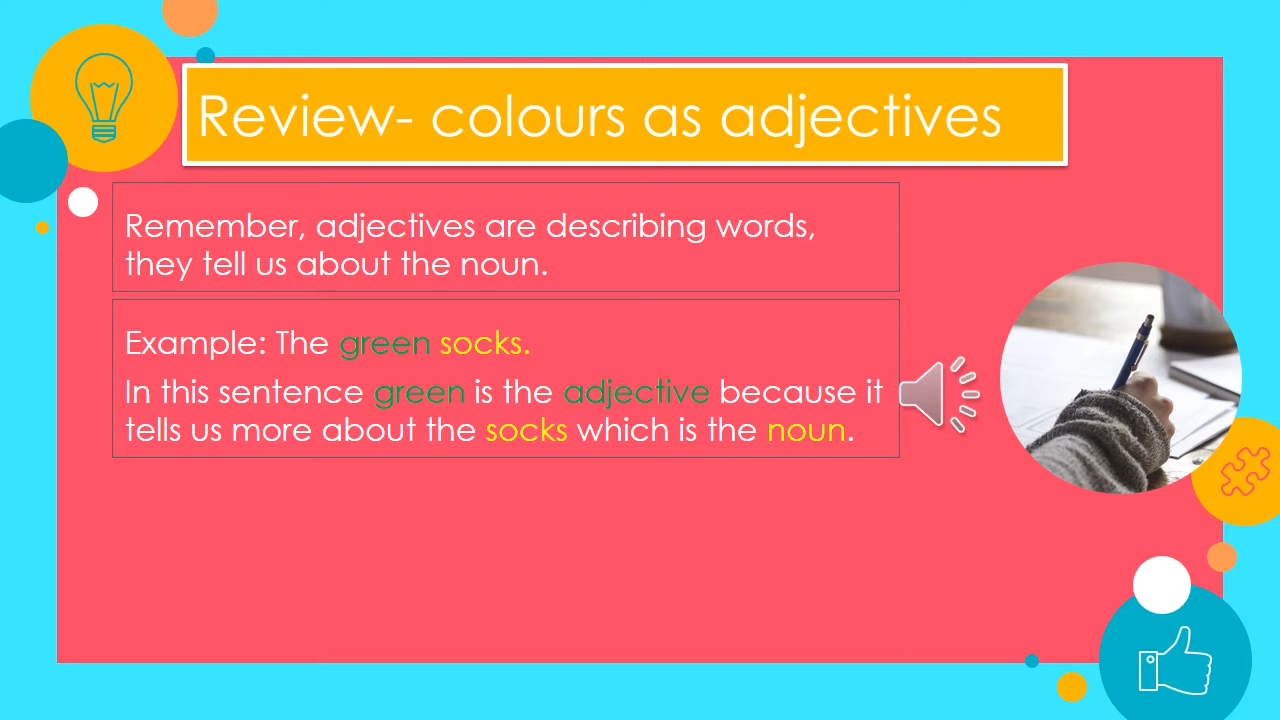 Review- colours as adjectives
Remember, adjectives are describing words,
they tell us about the noun.
Example: The green socks.
In this sentence green is the adjective because it
tells us more about the socks which is the noun.